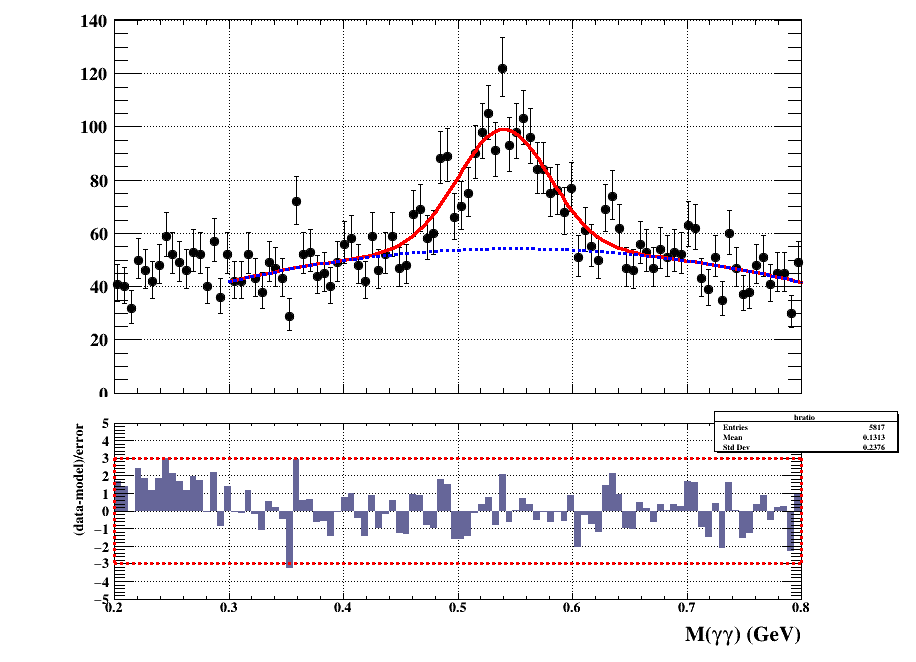 140
120
100
80
60
40
20
0
hratio
Entries 5817
Mean 0.1313
Std Dev 0.2376
(data-model)/error
5
4
3
2
1
0
−1
−2
−3
−4
−5
0.2 0.3 0.4 0.5 0.6 0.7 0.8
M(γγ) (GeV)